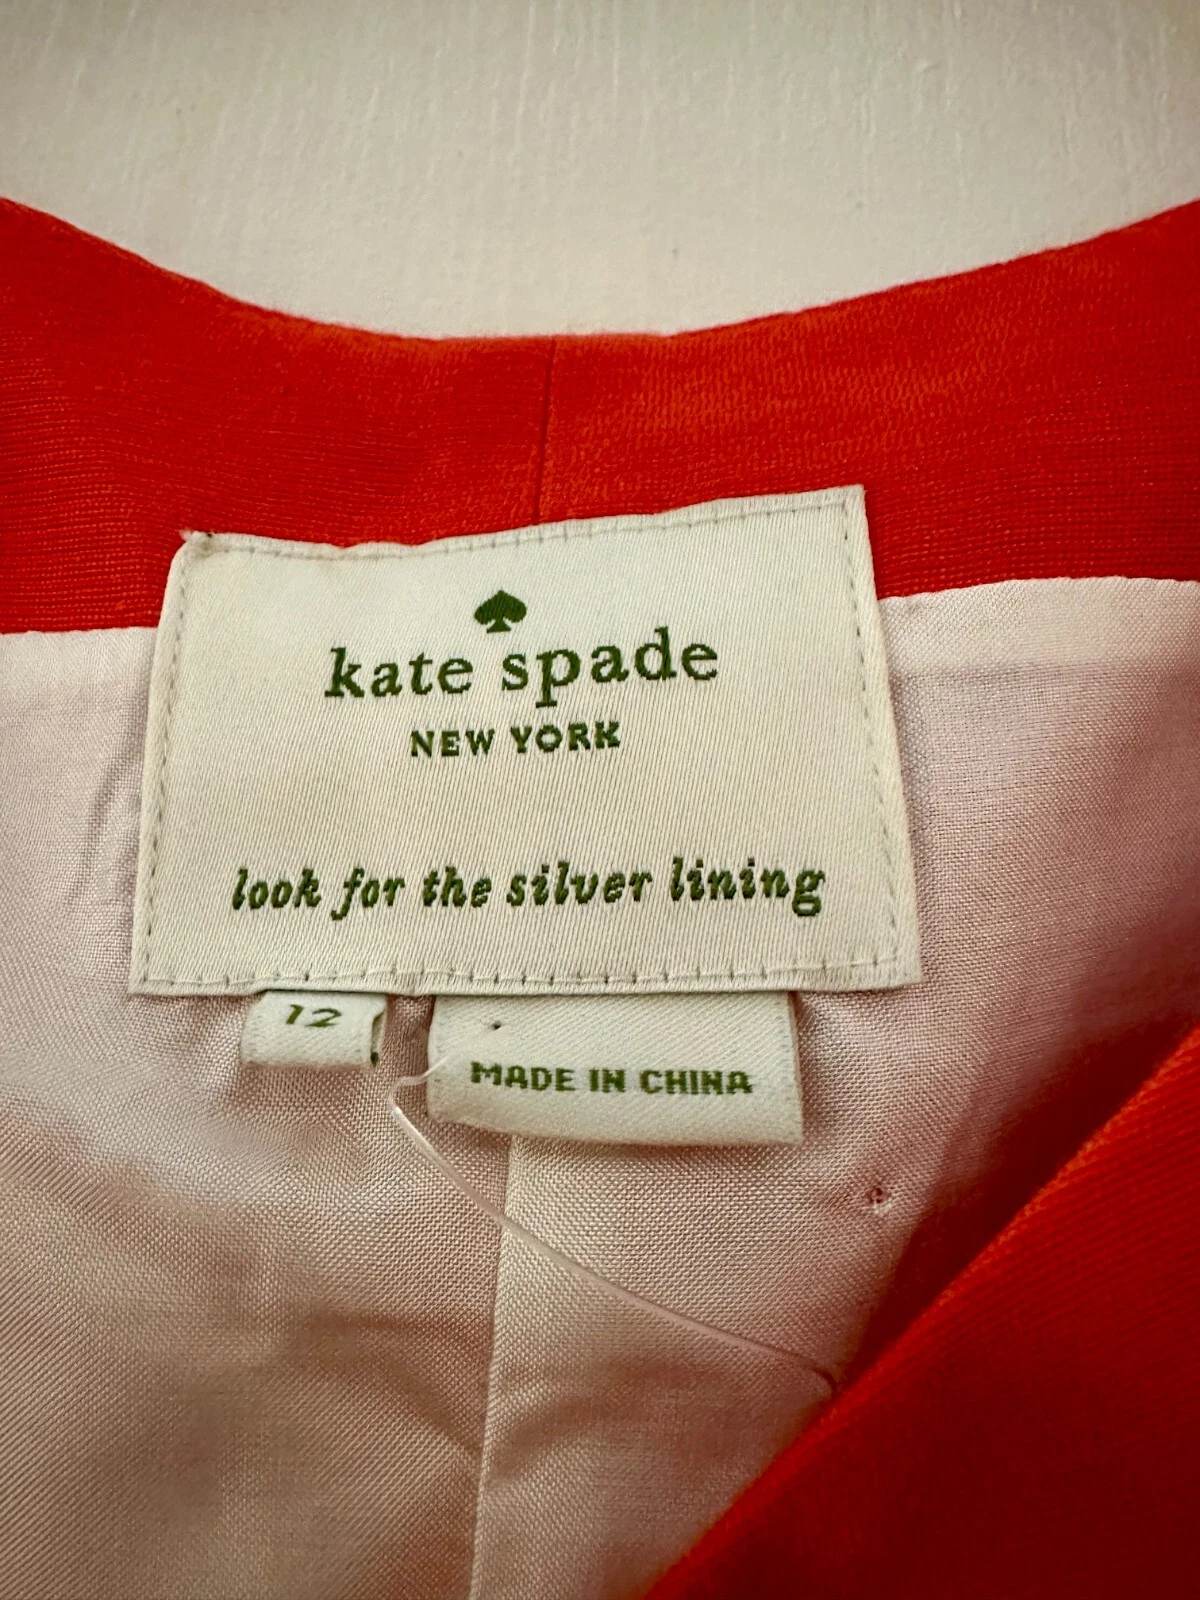 kate spade
NEW YORK
look for the silver lining
12
MADE IN CHINA